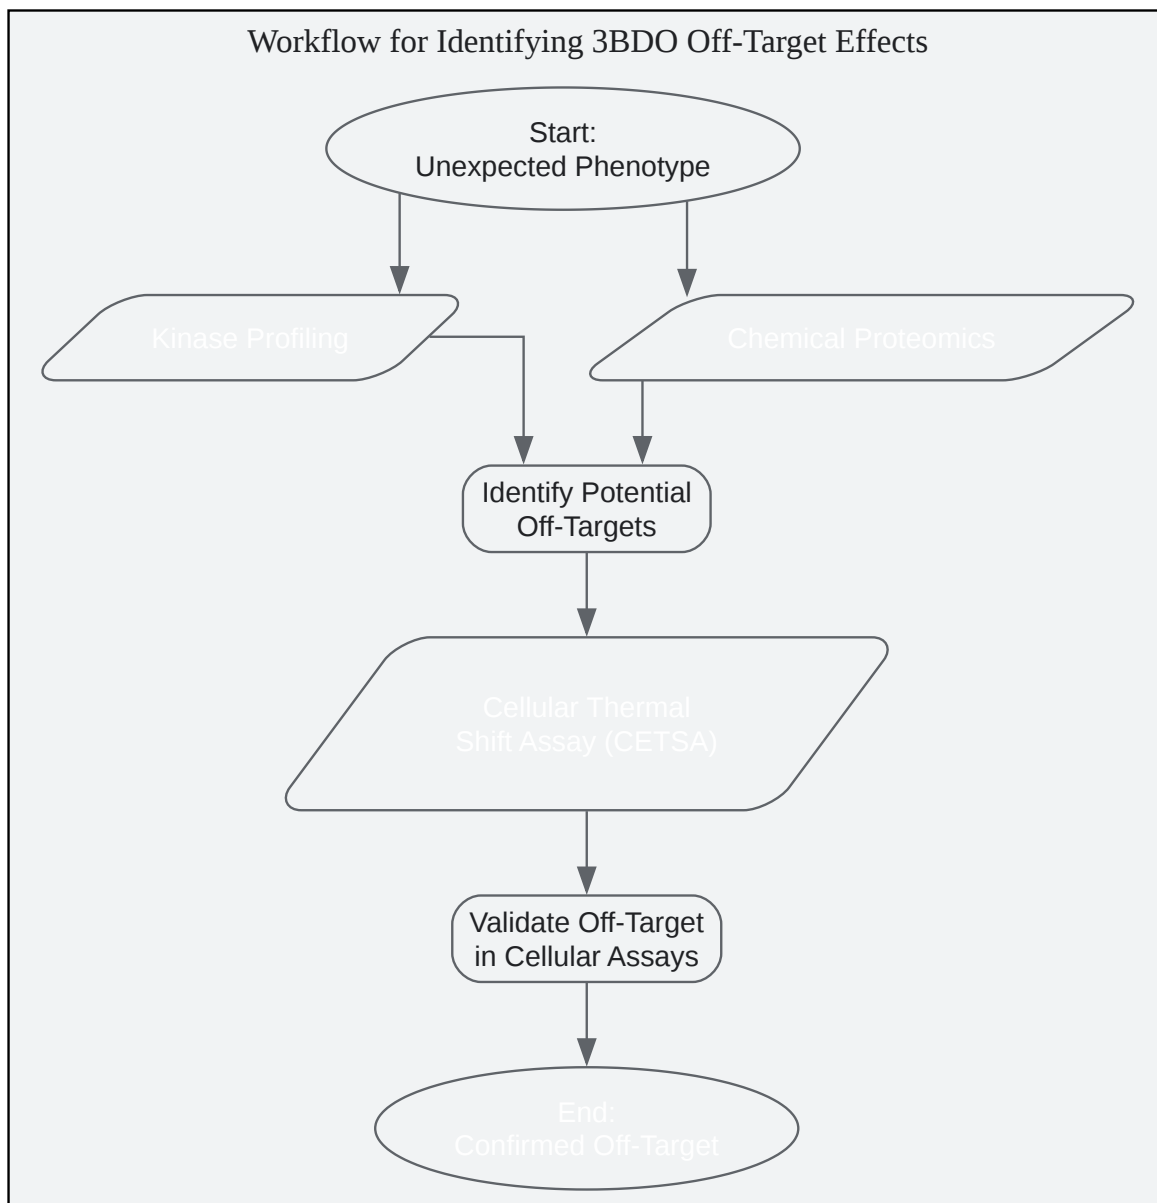 Workflow for Identifying 3BDO Off-Target Effects
Start:
Unexpected Phenotype
Kinase Profiling
Chemical Proteomics
Identify Potential
Off-Targets
Cellular Thermal
Shift Assay (CETSA)
Validate Off-Target
in Cellular Assays
End:
Confirmed Off-Target